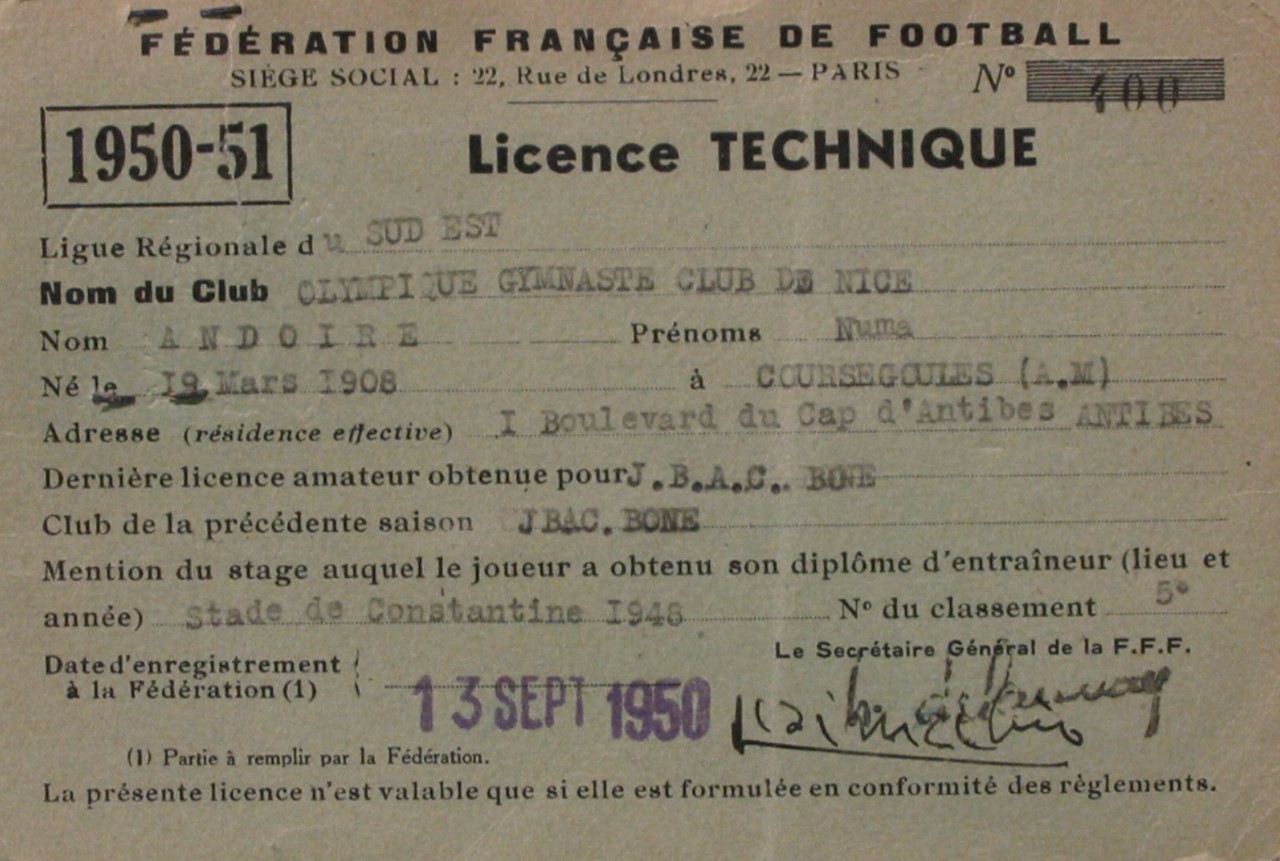 FÉDÉRATION FRANÇAISE DE FOOTBALL
SIÈGE SOCIAL : 22, Rue de Londres, 22 — PARIS
Nº 400
1950-51
Licence TECHNIQUE
Ligue Régionale du SUD EST
Nom du Club OLYMPIQUE GYMNASTE CLUB DE NICE
Nom ANDOIRE Prénoms Numa
Né le 19 Mars 1908 à COURSEGOULES (A.M)
Adresse (résidence effective) I Boulevard du Cap d'Antibes ANTIBES
Dernière licence amateur obtenue pour J.B.A.C. BONE
Club de la précédente saison JBAC. BONE
Mention du stage auquel le joueur a obtenu son diplôme d'entraîneur (lieu et
année) Stade de Constantine I948 Nº du classement 5º
Date d'enregistrement
à la Fédération (1)
13 SEPT 1950
Le Secrétaire Général de la F.F.F.
(1) Partie à remplir par la Fédération.
La présente licence n'est valable que si elle est formulée en conformité des règlements.